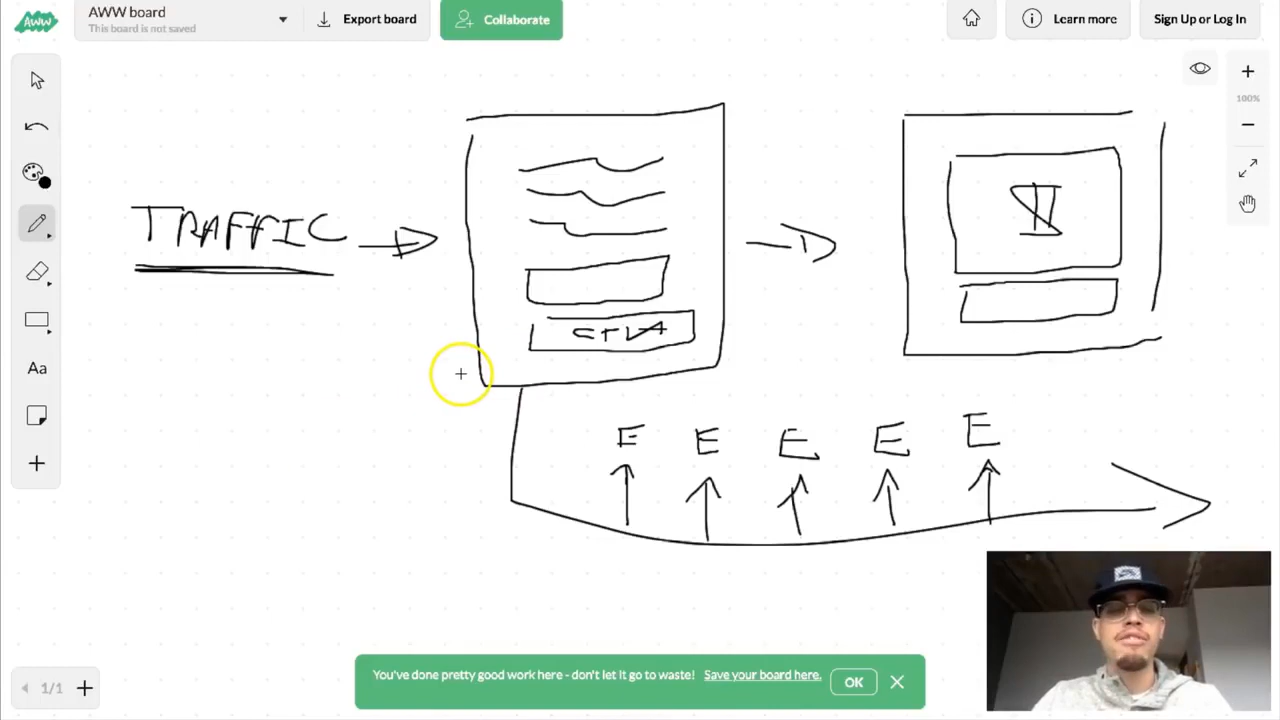 AWW
AWW board
This board is not saved
Export board
Collaborate
Learn more
Sign Up or Log In
100%
TRAFFIC
E E E E E
Aa
1/1
You've done pretty good work here - don't let it go to waste! Save your board here.
OK